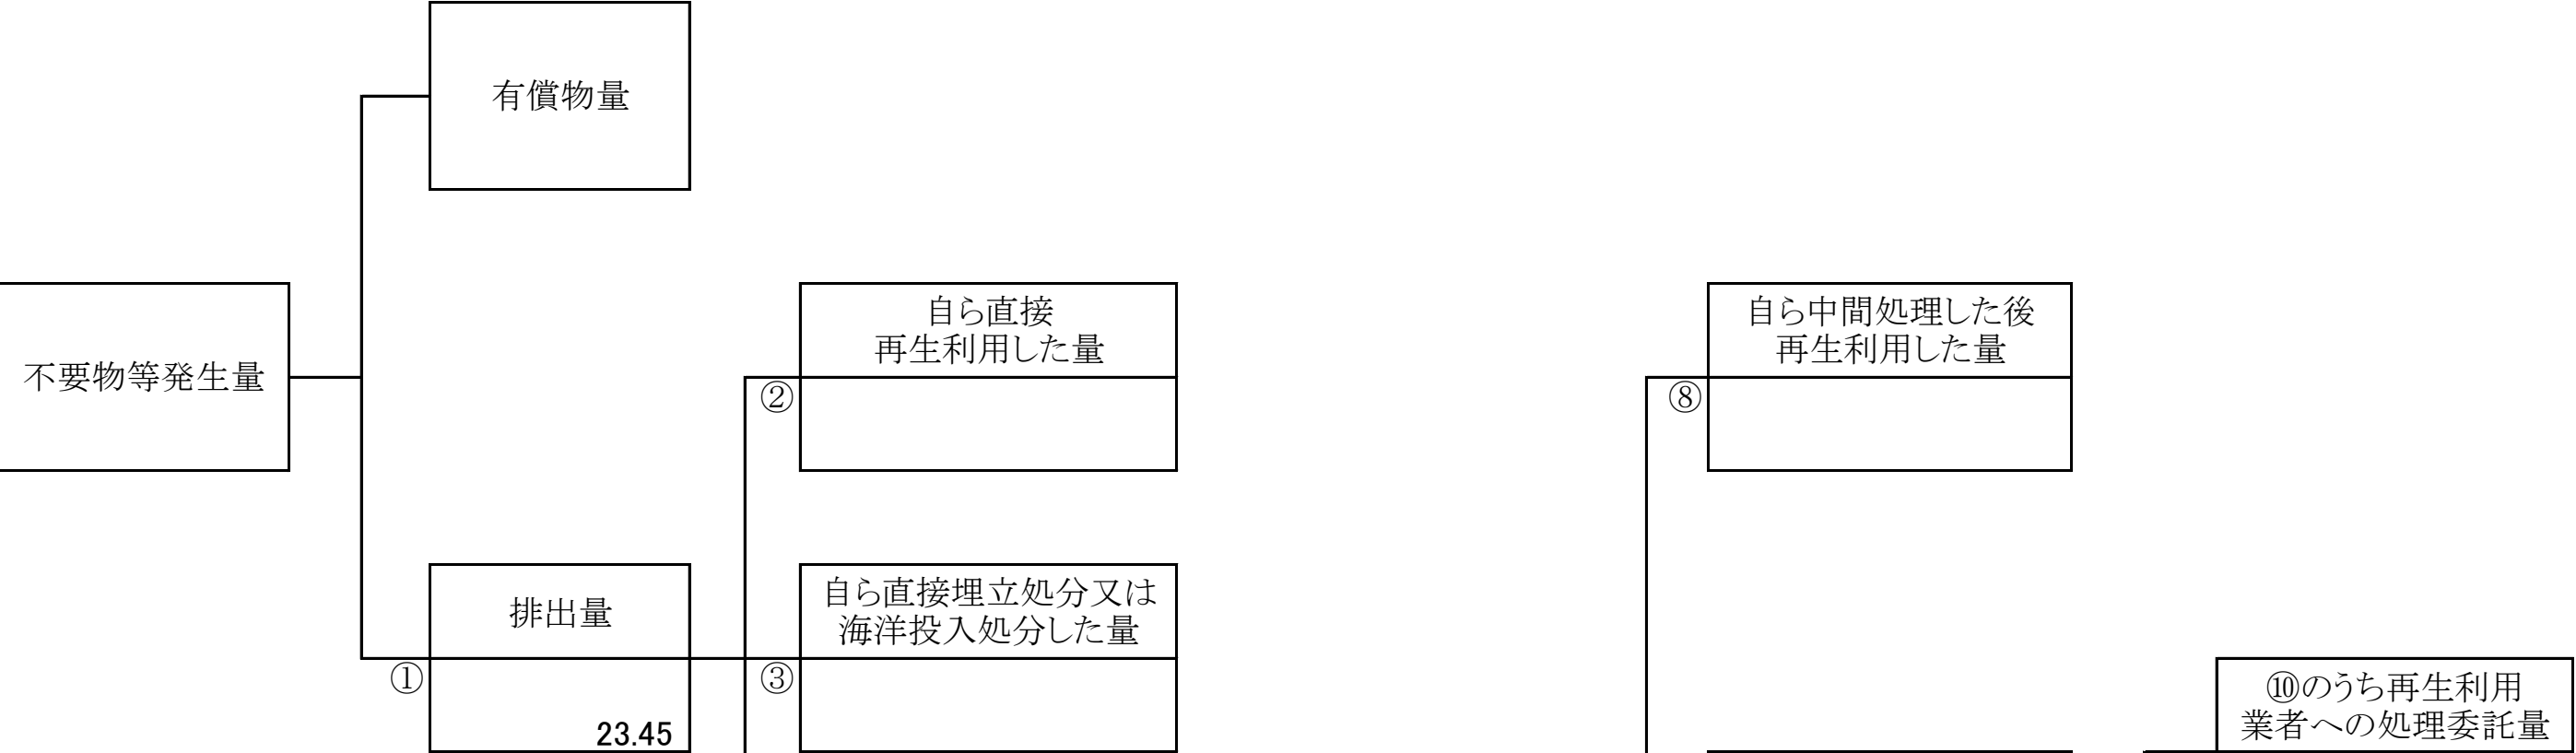 有償物量
不要物等発生量
自ら直接
再生利用した量
②
自ら中間処理した後
再生利用した量
⑧
排出量
①
23.45
自ら直接埋立処分又は
海洋投入処分した量
③
⑩のうち再生利用
業者への処理委託量